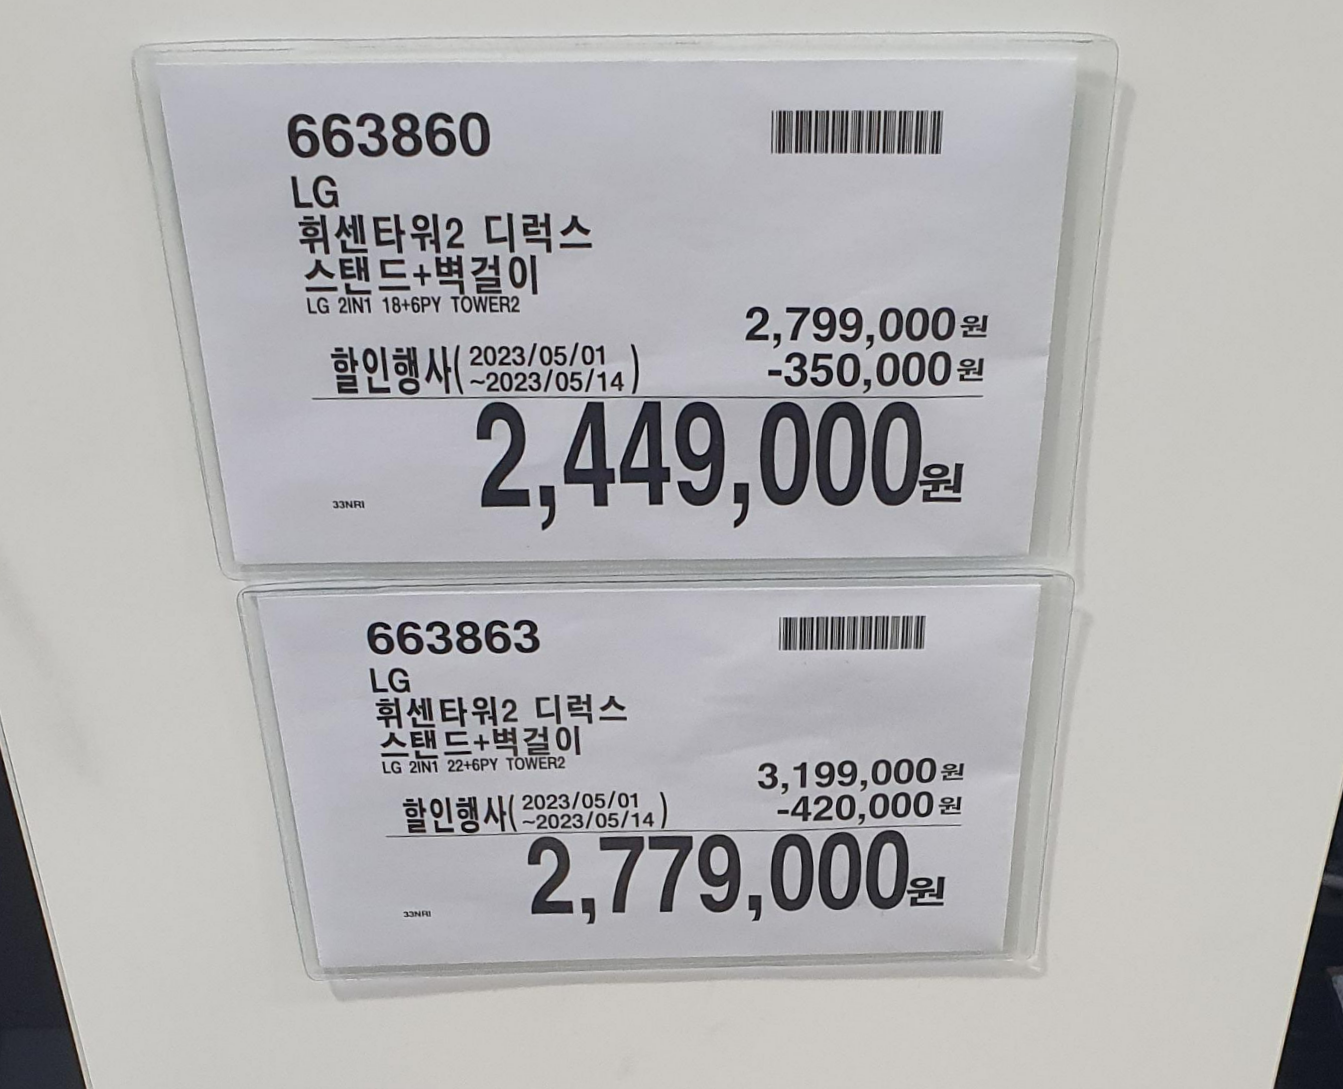 663860
LG
휘센타워2 디럭스
스탠드+벽걸이
LG 2IN1 18+6PY TOWER2
2,799,000원
할인행사(2023/05/01
~2023/05/14)
-350,000원
2,449,000원
33NRI
663863
LG
휘센타워2 디럭스
스탠드+벽걸이
LG 2IN1 22+6PY TOWER2
3,199,000원
할인행사(2023/05/01
~2023/05/14)
-420,000원
2,779,000원
33NRI